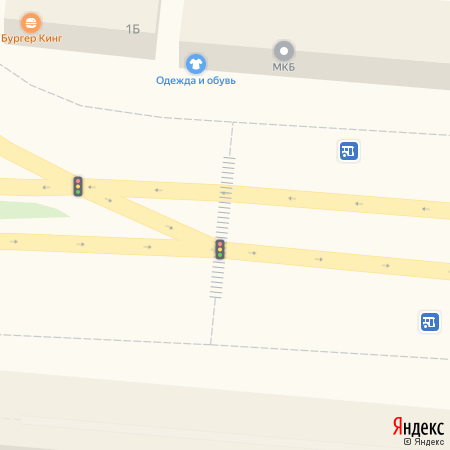 1Б
Бургер Кинг
МКБ
Одежда и обувь
Яндекс
© Яндекс